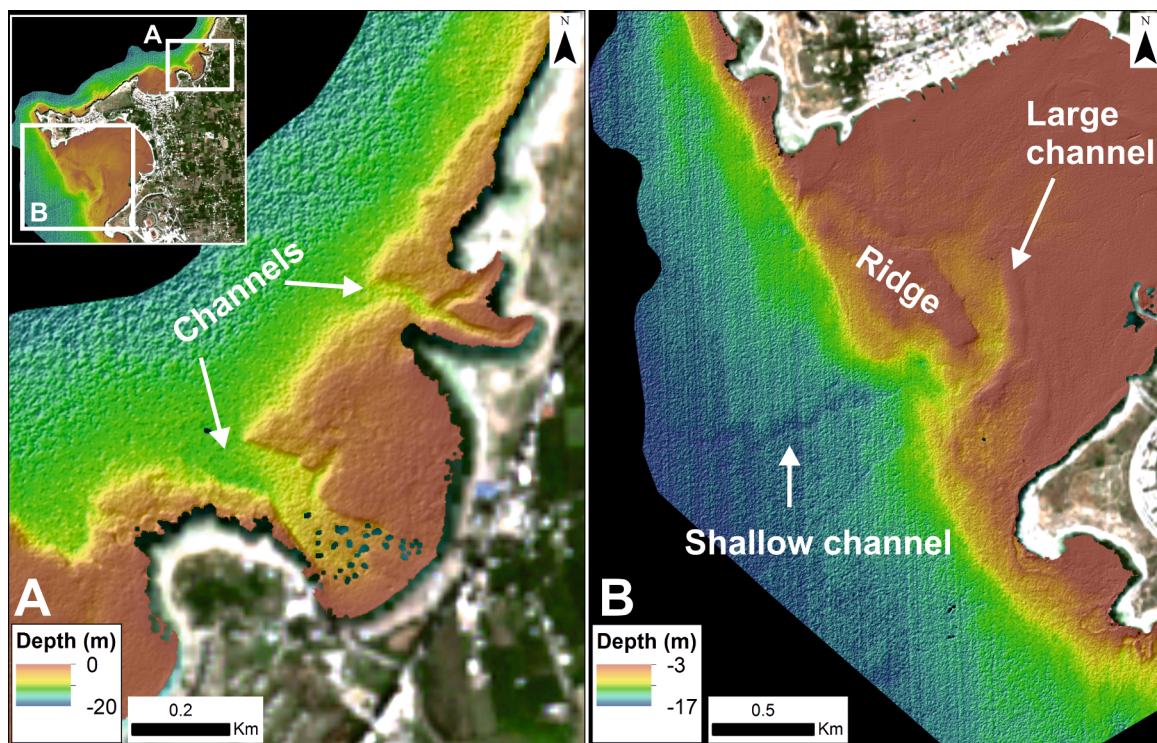 A
B
N
Channels
A
Depth (m)
0
-20
0.2
Km
N
Large
channel
Ridge
Shallow channel
B
Depth (m)
-3
-17
0.5
Km